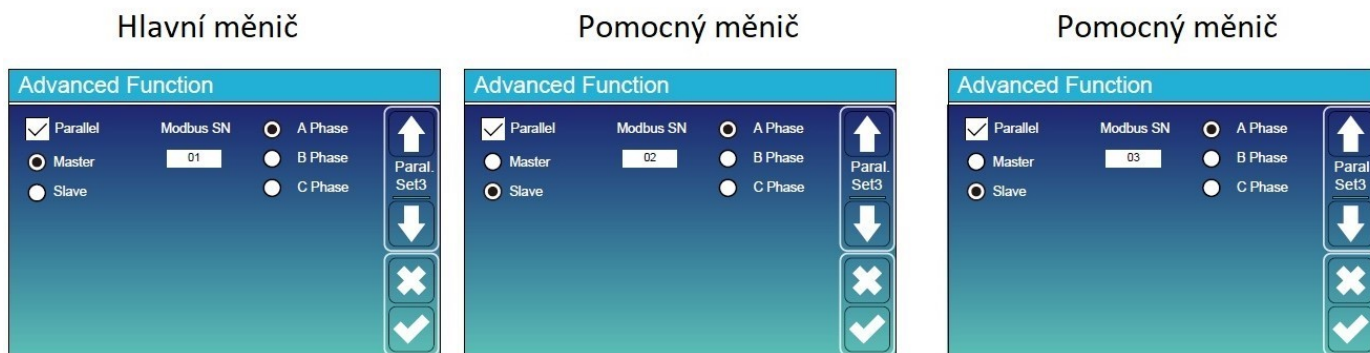 Hlavní měnič
Advanced Function
Parallel
Master
Slave
Modbus SN
01
A Phase
B Phase
C Phase
Paral.
Set3
Pomocný měnič
Advanced Function
Parallel
Master
Slave
Modbus SN
02
A Phase
B Phase
C Phase
Paral.
Set3
Pomocný měnič
Advanced Function
Parallel
Master
Slave
Modbus SN
03
A Phase
B Phase
C Phase
Paral
Set3